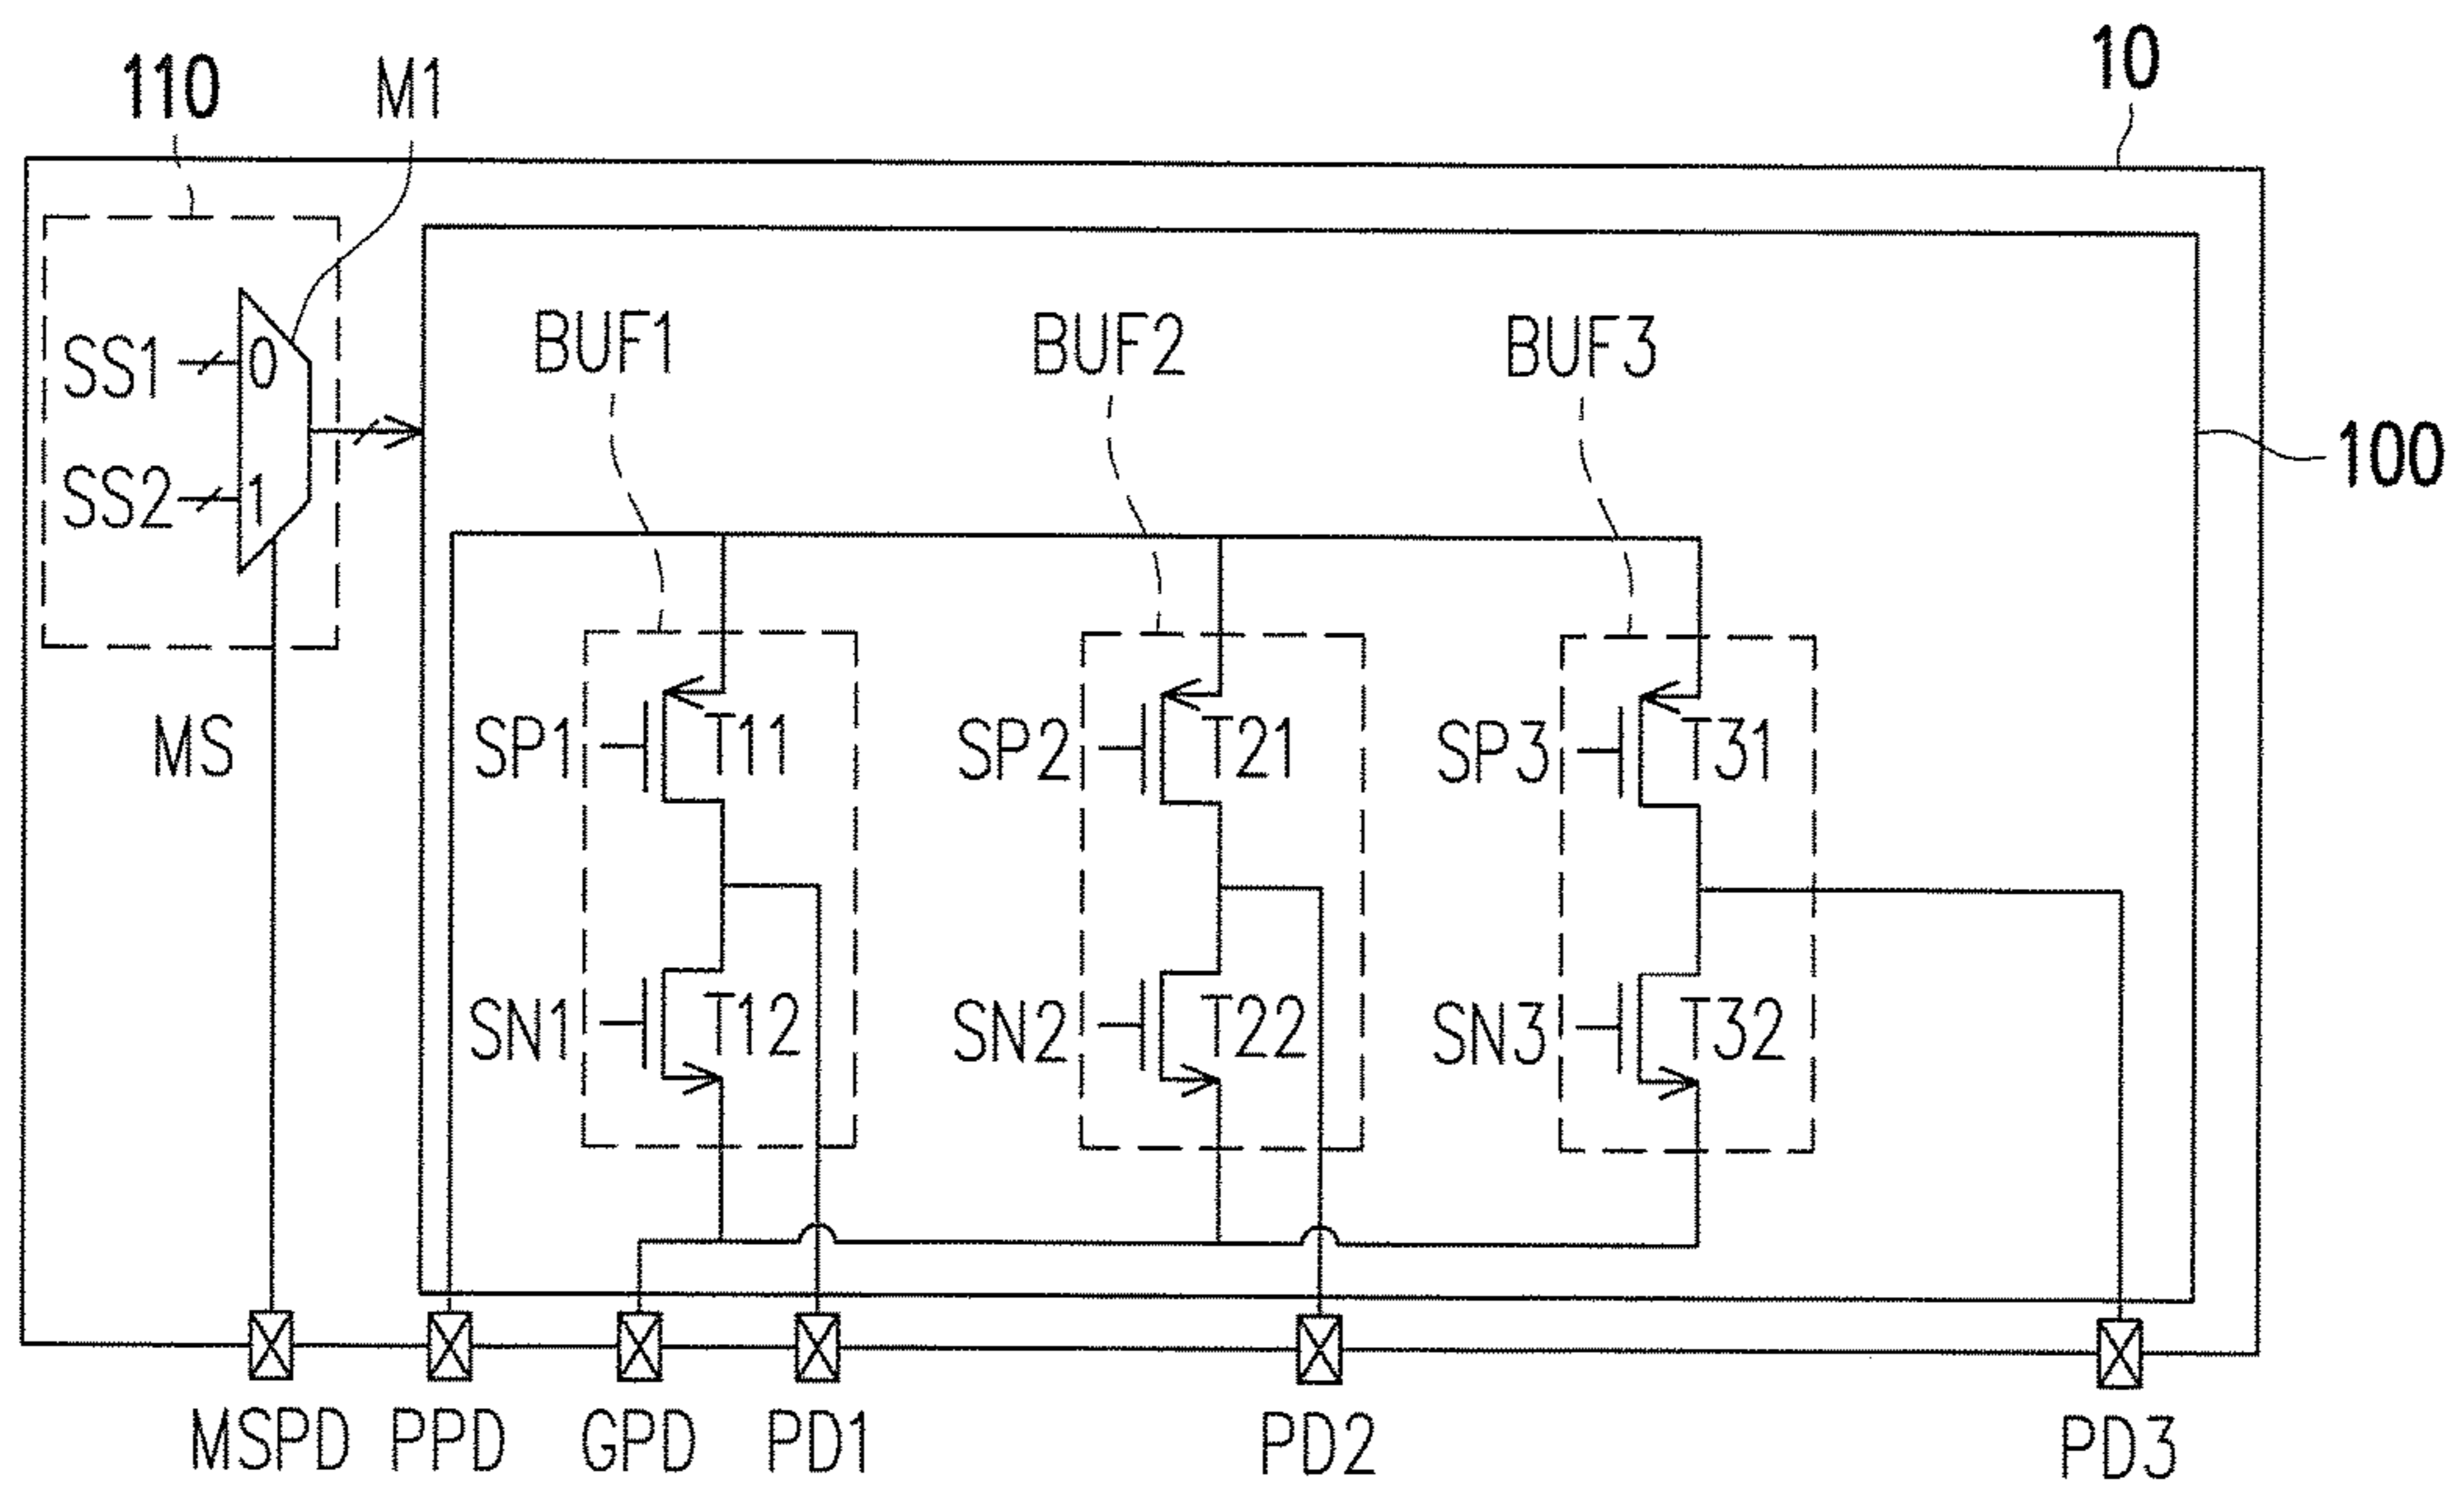 110 M1 10
BUF1 BUF2 BUF3
SS1 0
100
SS2 1
MS SP1 T11 SP2 T21 SP3 T31
SN1 T12 SN2 T22 SN3 T32
MSPD PPD GPD PD1 PD2 PD3